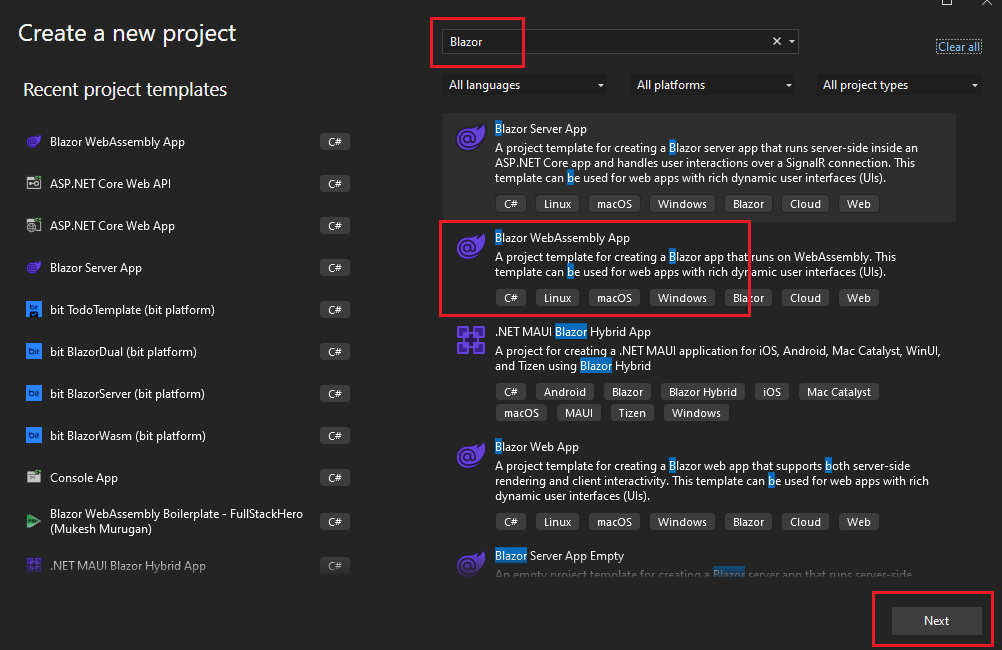 Create a new project
Blazor
Clear all
Recent project templates
All languages
All platforms
All project types
Blazor WebAssembly App
C#
ASP.NET Core Web API
C#
ASP.NET Core Web App
C#
Blazor Server App
C#
bit TodoTemplate (bit platform)
C#
bit BlazorDual (bit platform)
C#
bit BlazorServer (bit platform)
C#
bit BlazorWasm (bit platform)
C#
Console App
C#
Blazor WebAssembly Boilerplate - FullStackHero
(Mukesh Murugan)
C#
.NET MAUI Blazor Hybrid App
C#
Blazor Server App
A project template for creating a Blazor server app that runs server-side inside an
ASP.NET Core app and handles user interactions over a SignalR connection. This
template can be used for web apps with rich dynamic user interfaces (UIs).
C# Linux macOS Windows Blazor Cloud Web
Blazor WebAssembly App
A project template for creating a Blazor app that runs on WebAssembly. This
template can be used for web apps with rich dynamic user interfaces (UIs).
C# Linux macOS Windows Blazor Cloud Web
.NET MAUI Blazor Hybrid App
A project for creating a .NET MAUI application for iOS, Android, Mac Catalyst, WinUI,
and Tizen using Blazor Hybrid
C# Android Blazor Blazor Hybrid iOS Mac Catalyst
macOS MAUI Tizen Windows
Blazor Web App
A project template for creating a Blazor web app that supports both server-side
rendering and client interactivity. This template can be used for web apps with rich
dynamic user interfaces (UIs).
C# Linux macOS Windows Blazor Cloud Web
Blazor Server App Empty
An empty project template for creating a Blazor server app that runs server-side
Next